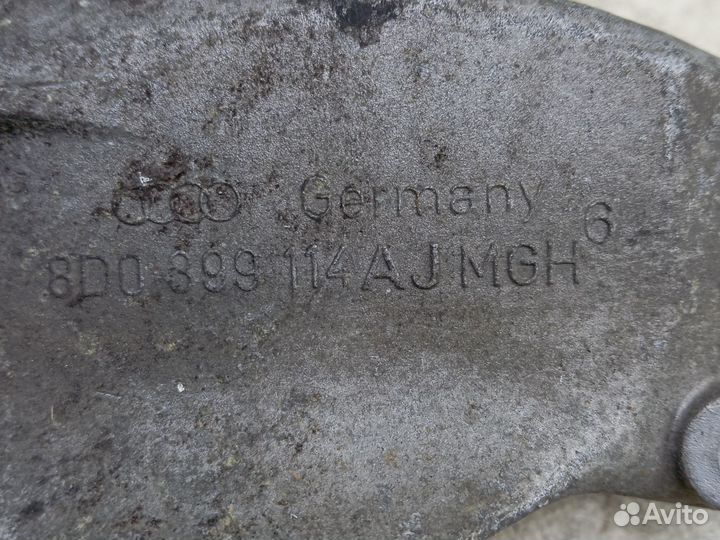 Germany
6
8D0 399 114 AJ MGH
Avito